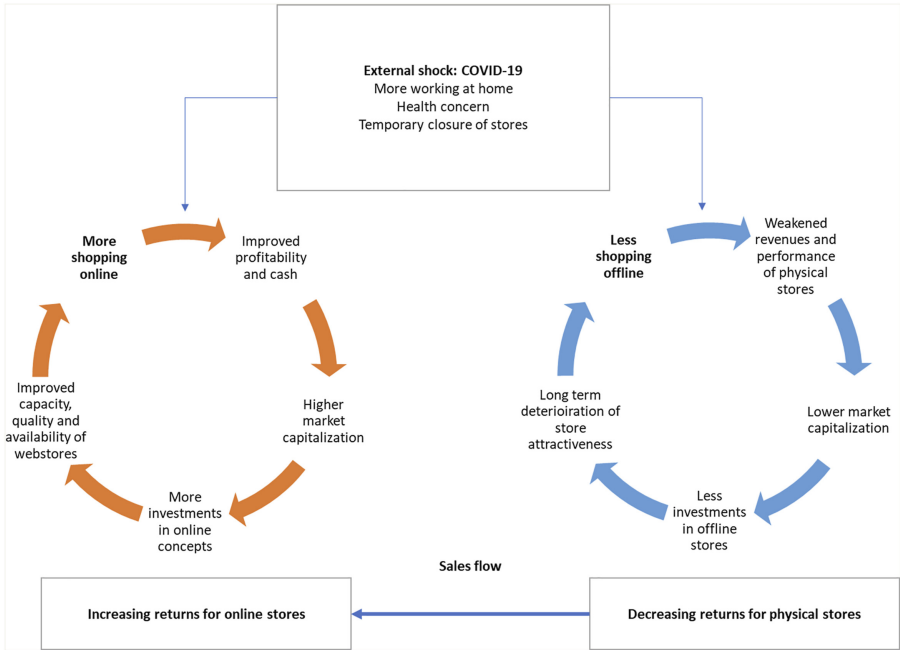 External shock: COVID-19
More working at home
Health concern
Temporary closure of stores
More
shopping
online
Improved
profitability
and cash
Higher
market
capitalization
More
investments
in online
concepts
Improved
capacity,
quality and
availability of
webstores
Less
shopping
offline
Weakened
revenues and
performance
of physical
stores
Lower market
capitalization
Less
investments
in offline
stores
Long term
deterioiration of
store
attractiveness
Sales flow
Increasing returns for online stores
Decreasing returns for physical stores